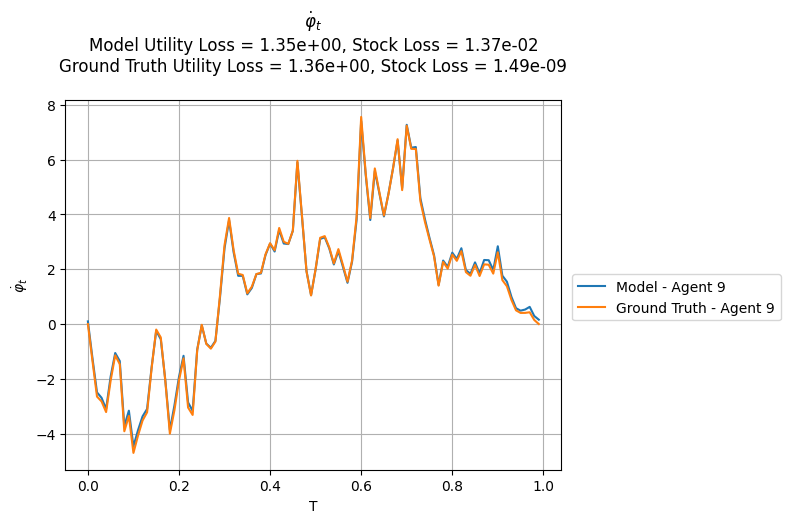 φ̇ₜ
Model Utility Loss = 1.35e+00, Stock Loss = 1.37e-02
Ground Truth Utility Loss = 1.36e+00, Stock Loss = 1.49e-09
8
6
4
2
0
−2
−4
φ̇ₜ
0.0
0.2
0.4
0.6
0.8
1.0
T
Model - Agent 9
Ground Truth - Agent 9